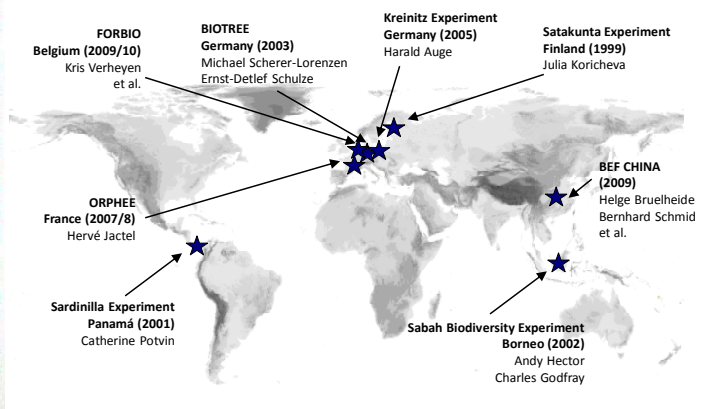 FORBIO
Belgium (2009/10)
Kris Verheyen
et al.
BIOTREE
Germany (2003)
Michael Scherer-Lorenzen
Ernst-Detlef Schulze
Kreinitz Experiment
Germany (2005)
Harald Auge
Satakunta Experiment
Finland (1999)
Julia Koricheva
BEF CHINA
(2009)
Helge Bruelheide
Bernhard Schmid
et al.
ORPHEE
France (2007/8)
Hervé Jactel
Sardinilla Experiment
Panamá (2001)
Catherine Potvin
Sabah Biodiversity Experiment
Borneo (2002)
Andy Hector
Charles Godfray